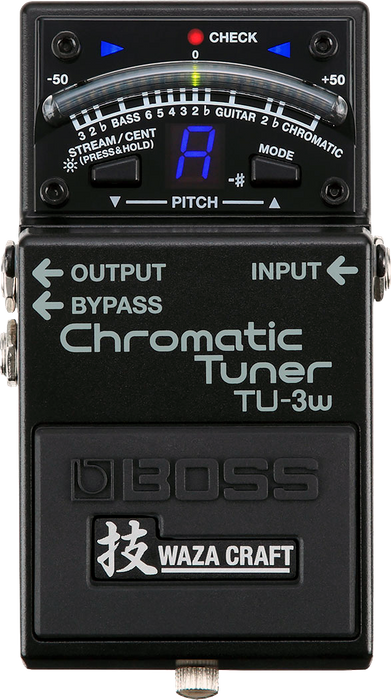 CHECK
-50 0 +50
3 2 ♭ BASS 6 5 4 3 2 ♭ GUITAR 2 ♭ CHROMATIC
STREAM/CENT
(PRESS&HOLD)
MODE
A
-#
▼ PITCH ▲
← OUTPUT
INPUT ←
← BYPASS
Chromatic
Tuner
TU-3w
BOSS
技 WAZA CRAFT